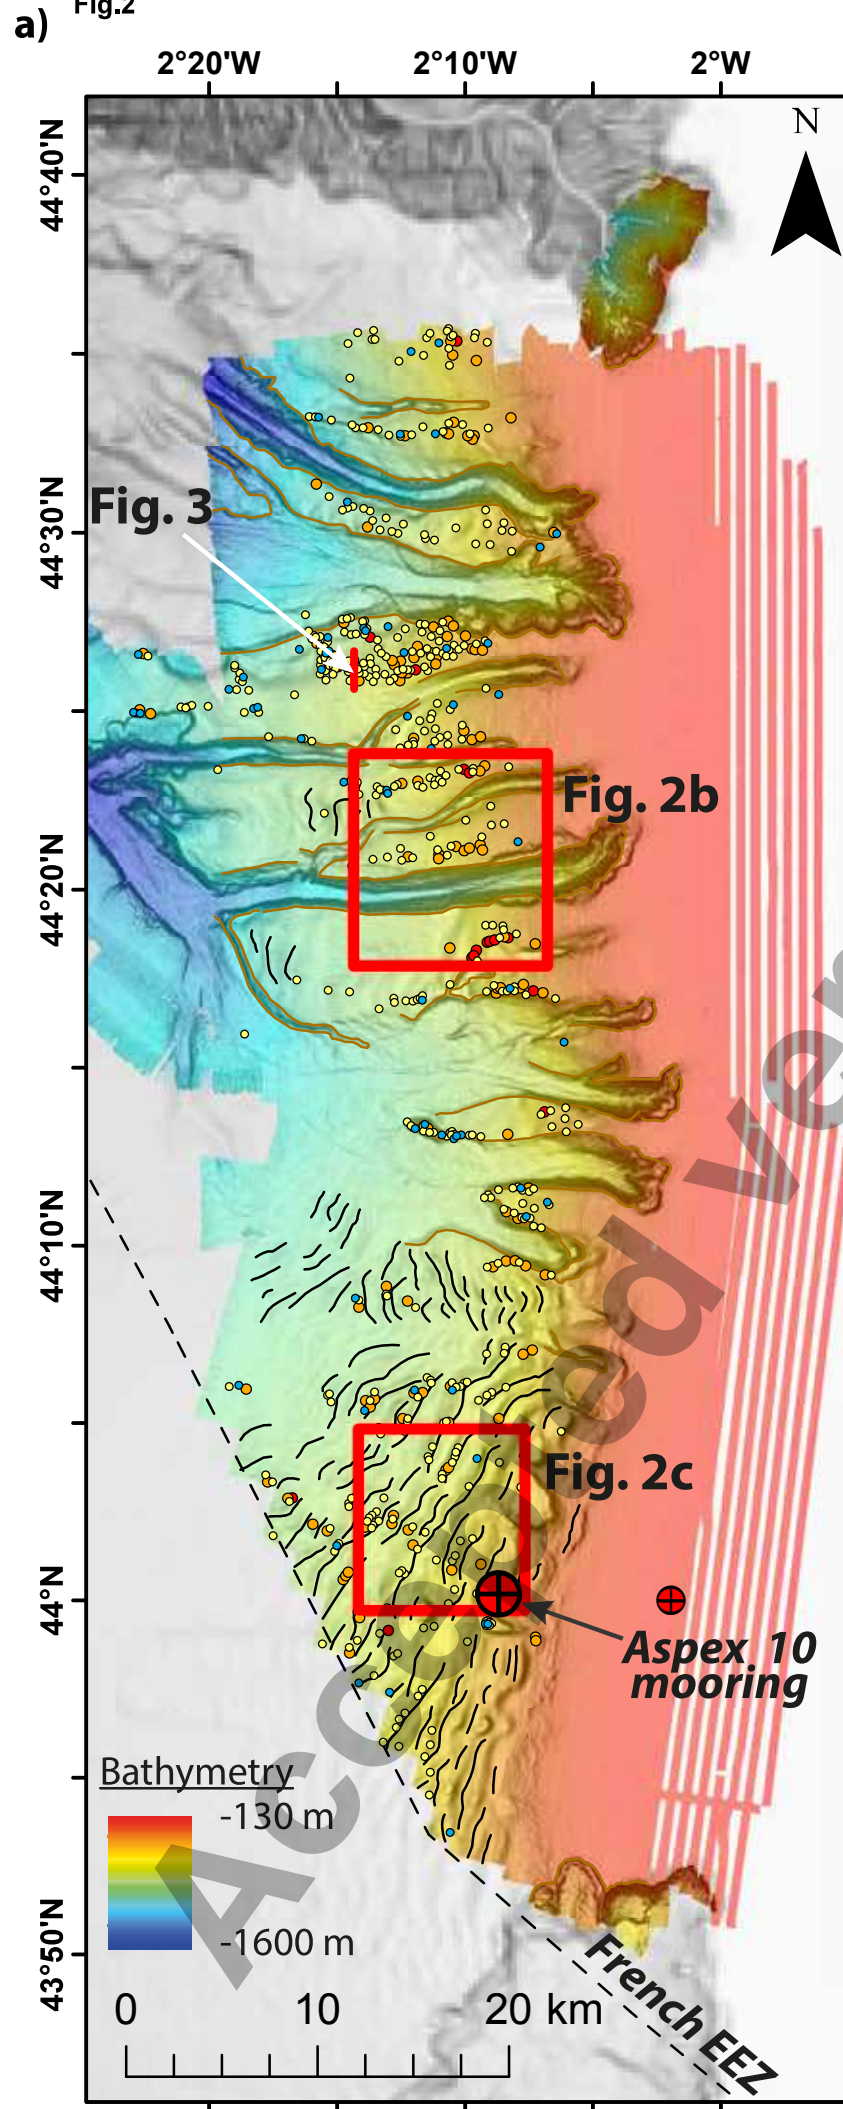 Fig.2
a)
2°20'W 2°10'W 2°W
N
44°40'N
44°30'N
Fig. 3
Fig. 2b
44°20'N
44°10'N
Fig. 2c
44°N
Aspex 10
mooring
Bathymetry
-130 m
-1600 m
43°50'N
0 10 20 km
French EEZ
Accepted ver